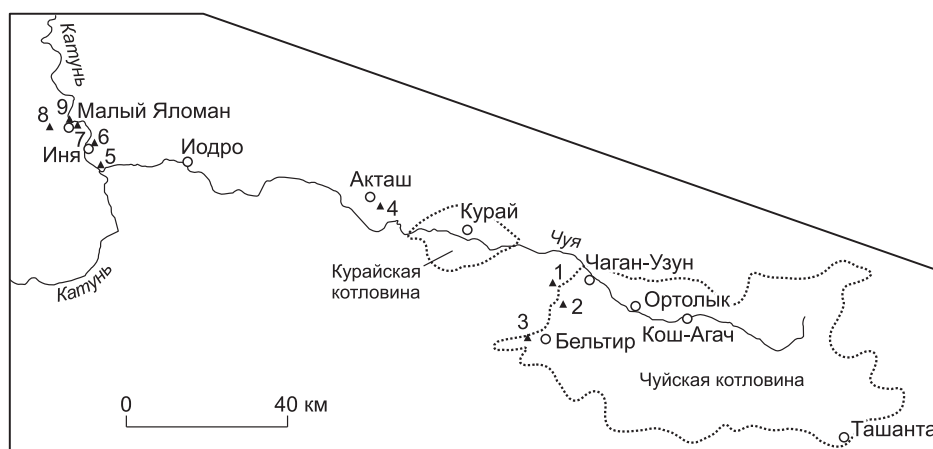 Катунь
8
9
Малый Яломан
7
6
Иня
5
Иодро
Акташ
4
Курай
Чуя
Курайская
котловина
Катунь
1
Чаган-Узун
2
Ортолык
3
Бельтир
Кош-Агач
Чуйская котловина
0
40 км
Ташанта